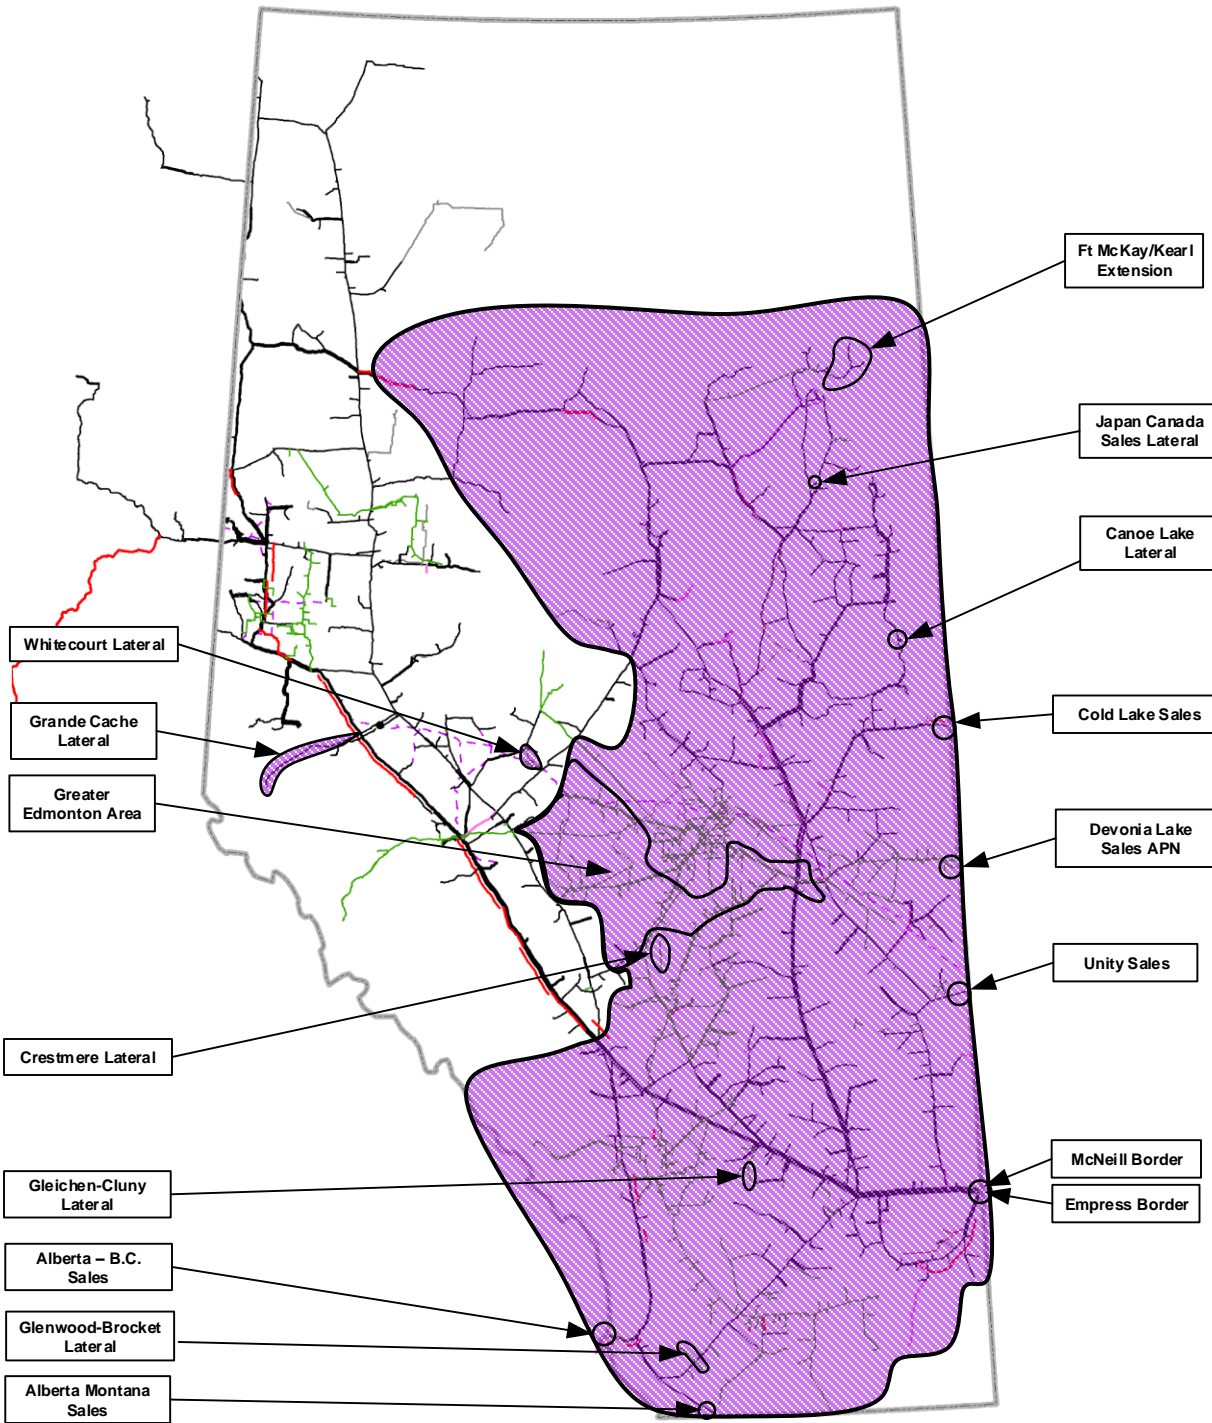 Ft McKay/Kearl
Extension
Japan Canada
Sales Lateral
Canoe Lake
Lateral
Whitecourt Lateral
Grande Cache
Lateral
Cold Lake Sales
Greater
Edmonton Area
Devonia Lake
Sales APN
Unity Sales
Crestmere Lateral
McNeill Border
Gleichen-Cluny
Lateral
Empress Border
Alberta – B.C.
Sales
Glenwood-Brocket
Lateral
Alberta Montana
Sales